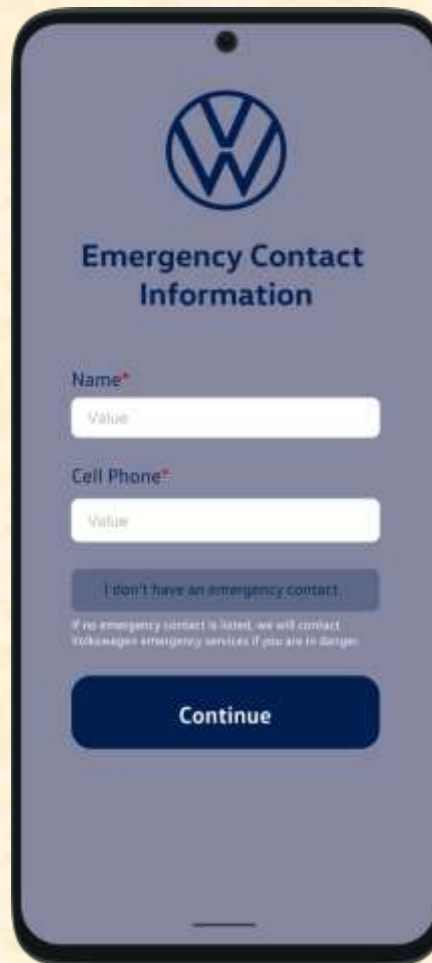 Emergency Contact
Information
Name*
Value
Cell Phone*
Value
I don't have an emergency contact
If no emergency contact is listed, we will contact
Volkswagen emergency services if you are in danger.
Continue